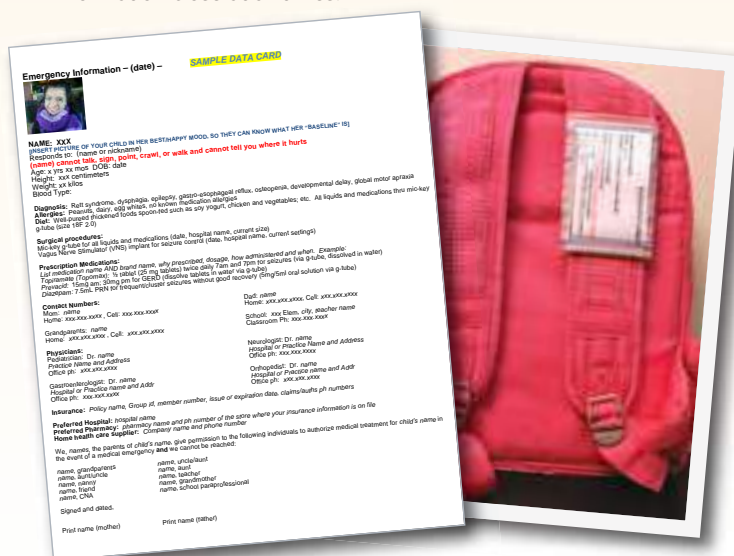 Emergency Information – (date) –
SAMPLE DATA CARD
NAME: XXX
[INSERT PICTURE OF YOUR CHILD IN HER BEST/HAPPY MOOD, SO THEY CAN KNOW WHAT HER "BASELINE" IS]
Responds to: (name or nickname)
(name) cannot talk, sign, point, crawl, or walk and cannot tell you where it hurts
Age: x yrs xx mos DOB: date
Height: xxx centimeters
Weight: xx kilos
Blood Type:
Diagnosis: Rett syndrome, dysphagia, epilepsy, gastro-esophageal reflux, osteopenia, developmental delay, global motor apraxia
Allergies: Peanuts, dairy, egg whites, no known medication allergies
Diet: Well-pureed thickened foods spoon-fed such as soy yogurt, chicken and vegetables; etc. All liquids and medications thru mic-key
g-tube (size 18F 2.0)
Surgical procedures:
Mic-key g-tube for all liquids and medications (date, hospital name, current size)
Vagus Nerve Stimulator (VNS) implant for seizure control (date, hospital name, current settings)
Prescription Medications:
List medication name AND brand name, why prescribed, dosage, how administered and when. Example:
Topiramate (Topomax): ½ tablet (25 mg tablets) twice daily 7am and 7pm for seizures (via g-tube, dissolved in water)
Prevacid: 15mg am; 30mg pm for GERD (dissolve tablets in water via g-tube)
Diazepam: 7.5mL PRN for frequent/cluster seizures without good recovery (5mg/5ml oral solution via g-tube)
Contact Numbers:
Mom: name
Home: xxx.xxx.xxxx , Cell: xxx.xxx.xxxx
Dad: name
Home: xxx.xxx.xxxx, Cell: xxx.xxx.xxxx
Grandparents: name
Home: xxx.xxx.xxxx , Cell: xxx.xxx.xxxx
School: xxx Elem, city, teacher name
Classroom Ph: xxx.xxx.xxxx
Physicians:
Pediatrician: Dr. name
Practice Name and Address
Office ph: xxx.xxx.xxxx
Neurologist: Dr. name
Hospital or Practice Name and Address
Office ph: xxx.xxx.xxxx
Gastroenterologist: Dr. name
Hospital or Practice name and Addr
Office ph: xxx.xxx.xxxx
Orthopedist: Dr. name
Hospital or Practice name and Addr
Office ph: xxx.xxx.xxxx
Insurance: Policy name, Group id, member number, issue or expiration date, claims/auths ph numbers
Preferred Hospital: hospital name
Preferred Pharmacy: pharmacy name and ph number of the store where your insurance information is on file
Home health care supplier: Company name and phone number
We, names, the parents of child's name, give permission to the following individuals to authorize medical treatment for child's name in
the event of a medical emergency and we cannot be reached:
name, grandparents
name, aunt/uncle
name, nanny
name, friend
name, CNA
name, uncle/aunt
name, aunt
name, teacher
name, grandmother
name, school paraprofessional
Signed and dated,
Print name (mother)
Print name (father)